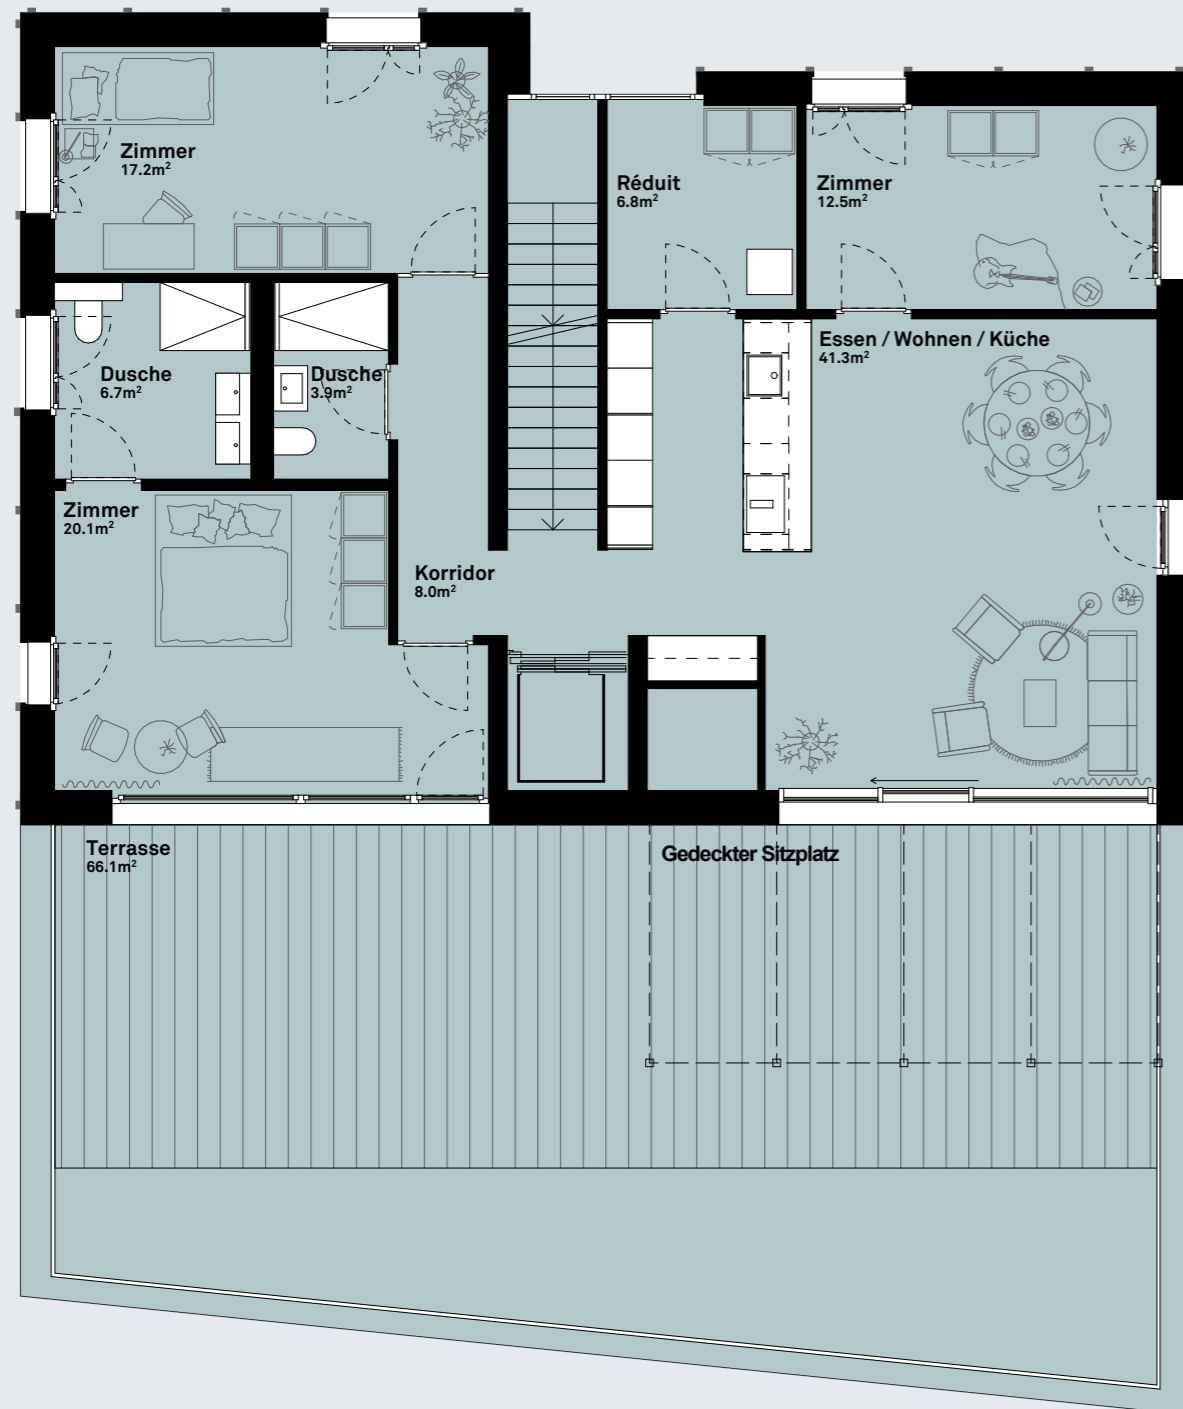 Zimmer
17.2m²
Réduit
6.8m²
Zimmer
12.5m²
Essen / Wohnen / Küche
41.3m²
Dusche
6.7m²
Dusche
3.9m²
Zimmer
20.1m²
Korridor
8.0m²
Terrasse
66.1m²
Gedeckter Sitzplatz